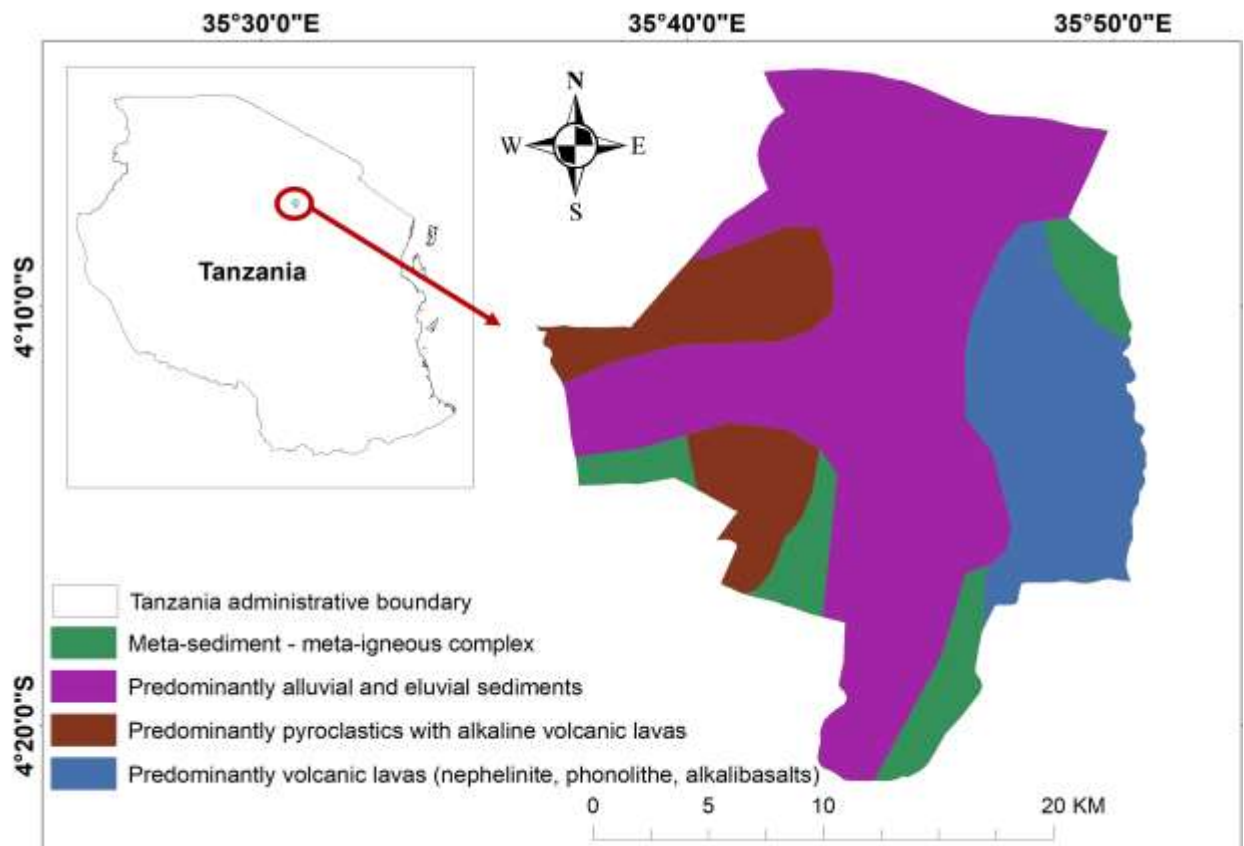 35°30'0"E
35°40'0"E
35°50'0"E
N
W
E
S
Tanzania
4°10'0"S
4°20'0"S
Tanzania administrative boundary
Meta-sediment - meta-igneous complex
Predominantly alluvial and eluvial sediments
Predominantly pyroclastics with alkaline volcanic lavas
Predominantly volcanic lavas (nephelinite, phonolithe, alkalibasalts)
0
5
10
20 KM